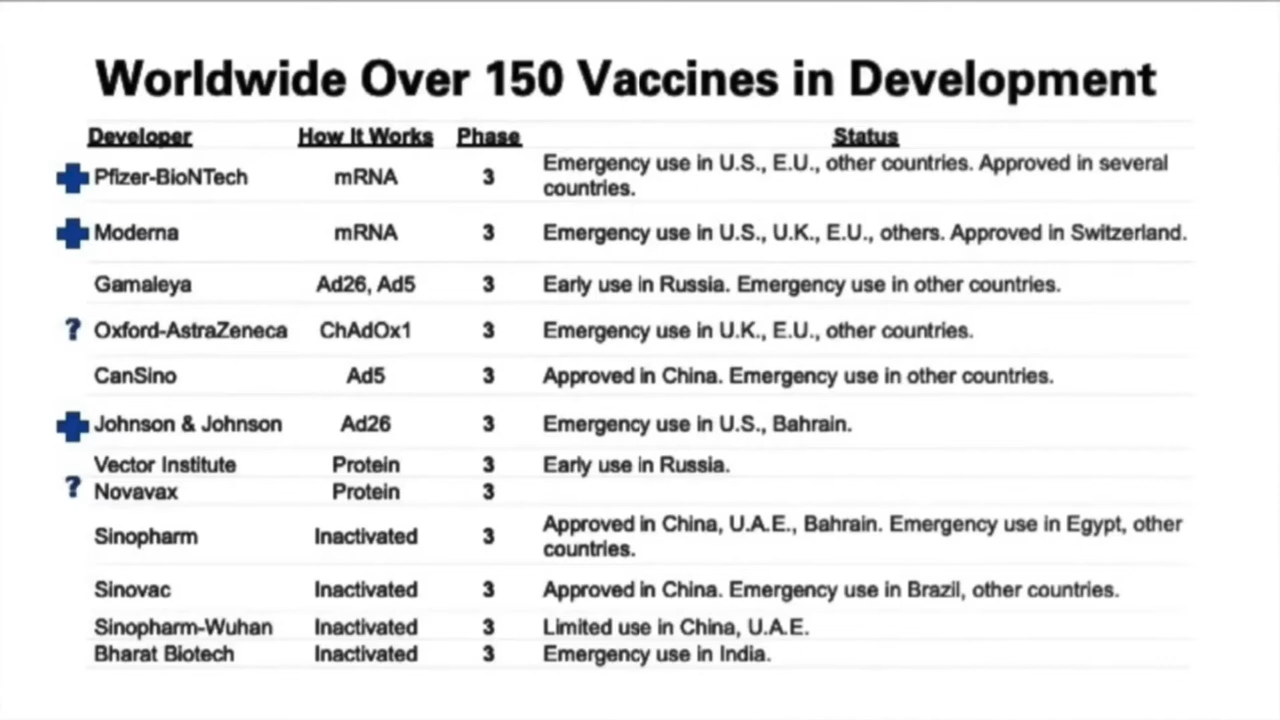 Worldwide Over 150 Vaccines in Development
Developer How It Works Phase Status
Pfizer-BioNTech mRNA 3 Emergency use in U.S., E.U., other countries. Approved in several
countries.
Moderna mRNA 3 Emergency use in U.S., U.K., E.U., others. Approved in Switzerland.
Gamaleya Ad26, Ad5 3 Early use in Russia. Emergency use in other countries.
? Oxford-AstraZeneca ChAdOx1 3 Emergency use in U.K., E.U., other countries.
CanSino Ad5 3 Approved in China. Emergency use in other countries.
Johnson & Johnson Ad26 3 Emergency use in U.S., Bahrain.
Vector Institute Protein 3 Early use in Russia.
? Novavax Protein 3
Sinopharm Inactivated 3 Approved in China, U.A.E., Bahrain. Emergency use in Egypt, other
countries.
Sinovac Inactivated 3 Approved in China. Emergency use in Brazil, other countries.
Sinopharm-Wuhan Inactivated 3 Limited use in China, U.A.E.
Bharat Biotech Inactivated 3 Emergency use in India.